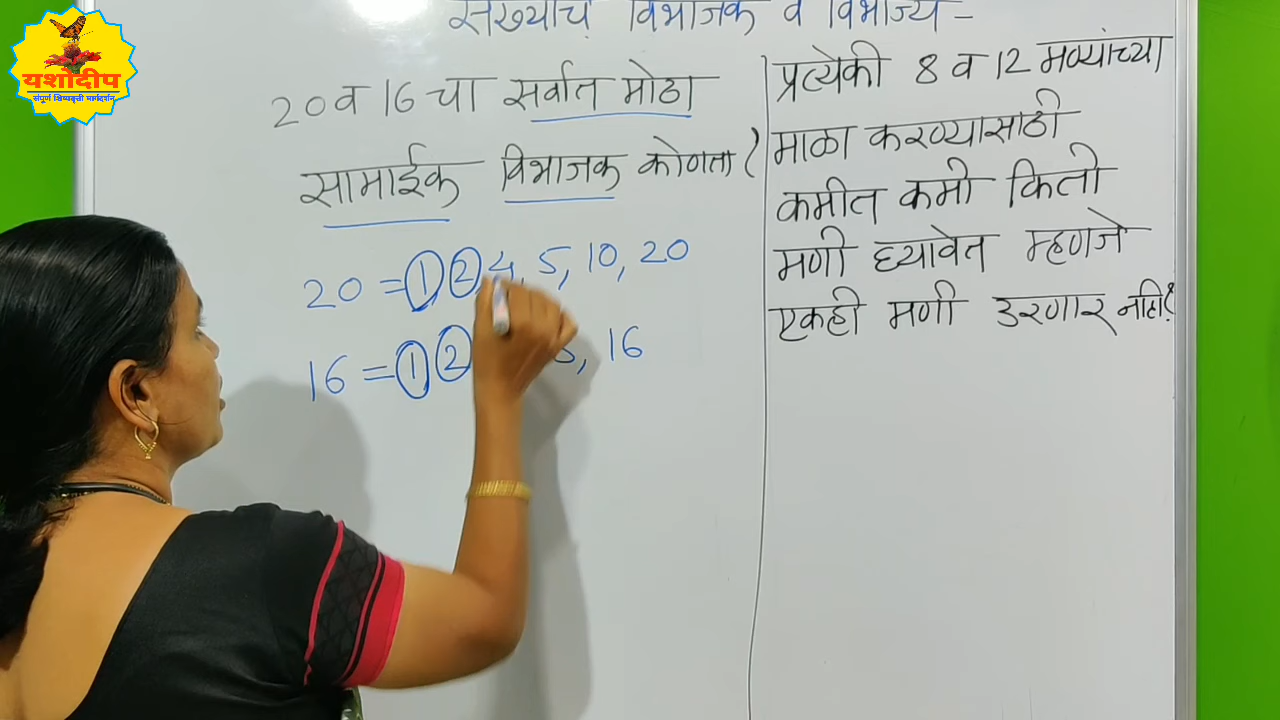 यशोदीप
संपूर्ण शिष्यवृत्ती मार्गदर्शन
संख्याचे विभाजक व विभाज्य –
20 व 16 चा सर्वात मोठा
सामाईक विभाजक कोणता?
20 = 1, 2, 4, 5, 10, 20
16 = 1 2 , 16
प्रत्येकी 8 व 12 मण्यांच्या
माळा करण्यासाठी
कमीत कमी किती
मणी घ्यावेत म्हणजे
एकही मणी उरणार नाही?